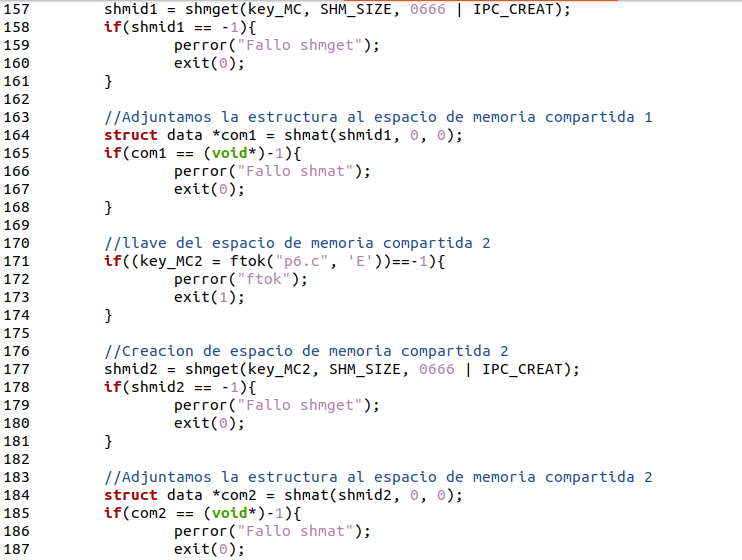 157 shmid1 = shmget(key_MC, SHM_SIZE, 0666 | IPC_CREAT);
158 if(shmid1 == -1){
159 perror("Fallo shmget");
160 exit(0);
161 }
162
163 //Adjuntamos la estructura al espacio de memoria compartida 1
164 struct data *com1 = shmat(shmid1, 0, 0);
165 if(com1 == (void*)-1){
166 perror("Fallo shmat");
167 exit(0);
168 }
169
170 //llave del espacio de memoria compartida 2
171 if((key_MC2 = ftok("p6.c", 'E'))==-1){
172 perror("ftok");
173 exit(1);
174 }
175
176 //Creacion de espacio de memoria compartida 2
177 shmid2 = shmget(key_MC2, SHM_SIZE, 0666 | IPC_CREAT);
178 if(shmid2 == -1){
179 perror("Fallo shmget");
180 exit(0);
181 }
182
183 //Adjuntamos la estructura al espacio de memoria compartida 2
184 struct data *com2 = shmat(shmid2, 0, 0);
185 if(com2 == (void*)-1){
186 perror("Fallo shmat");
187 exit(0);